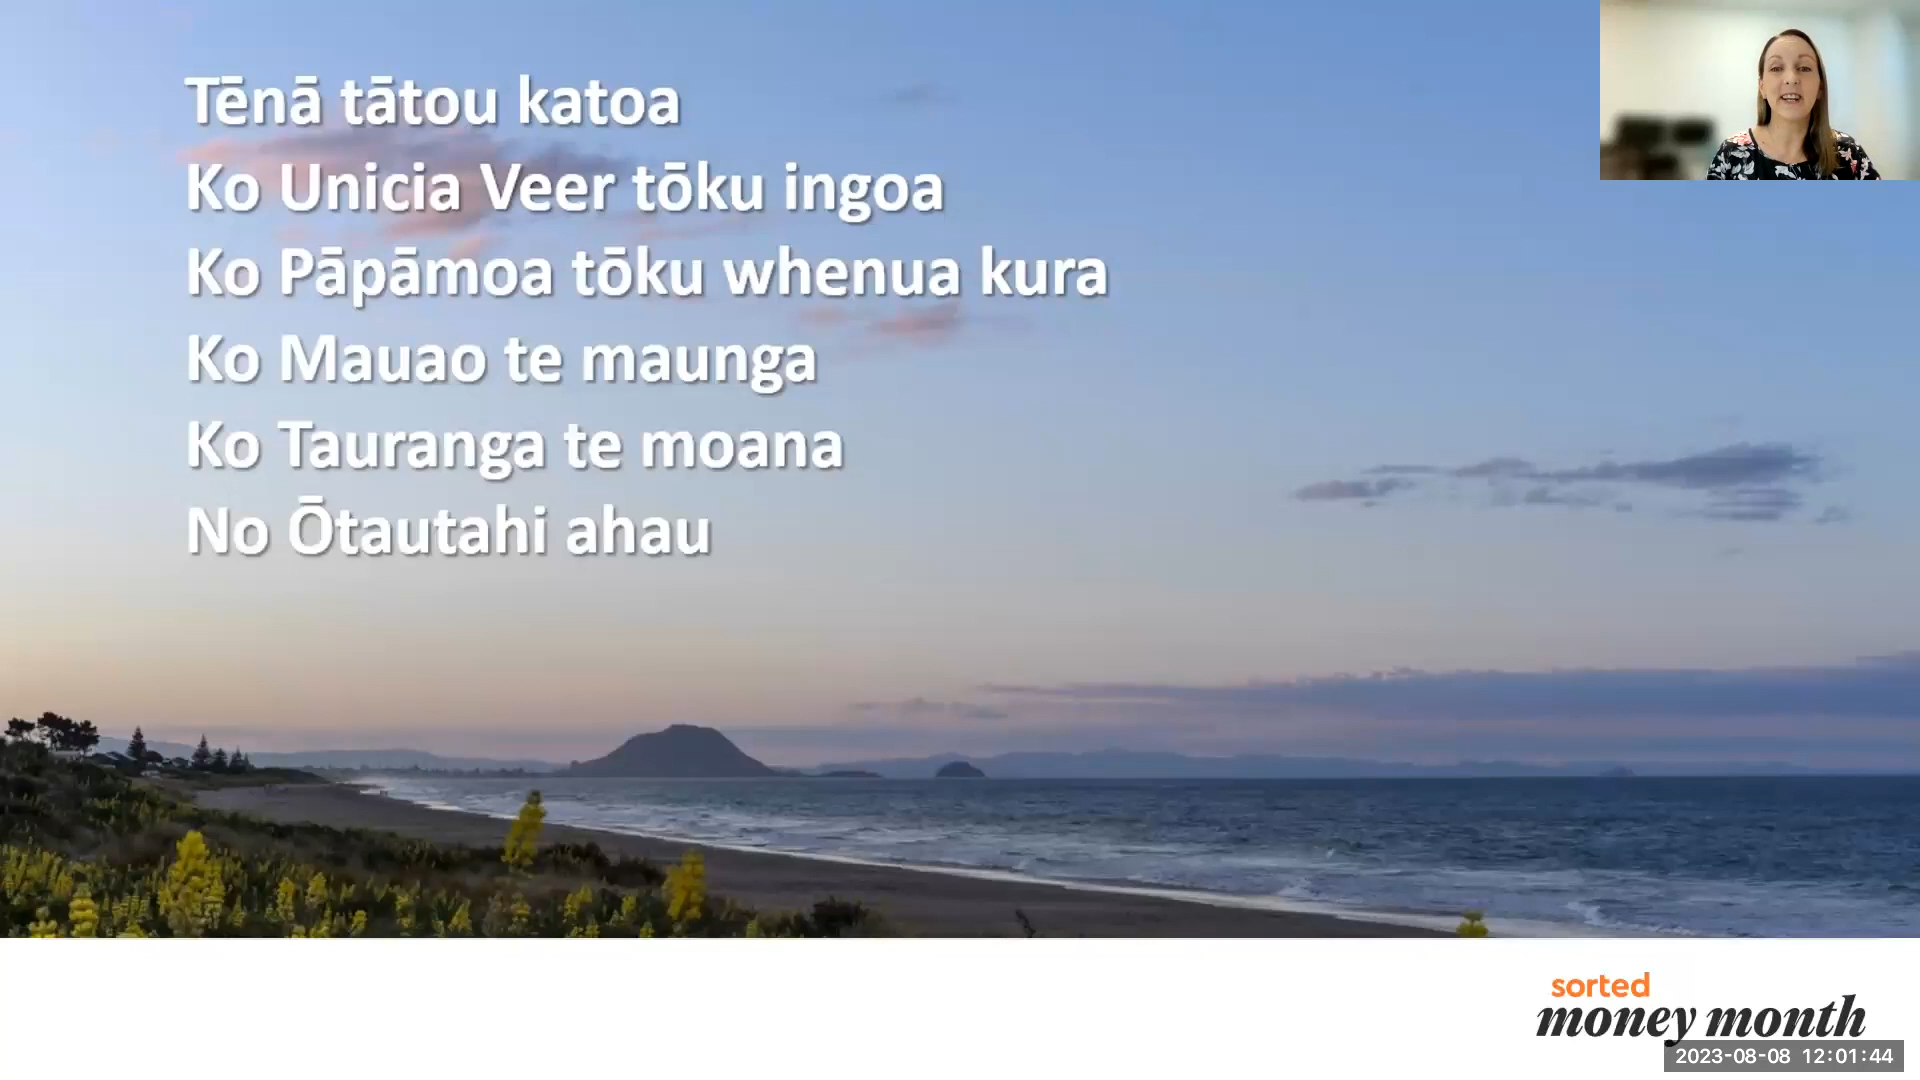 Tēnā tātou katoa
Ko Unicia Veer tōku ingoa
Ko Pāpāmoa tōku whenua kura
Ko Mauao te maunga
Ko Tauranga te moana
No Ōtautahi ahau
sorted
money month
2023-08-08 12:01:44